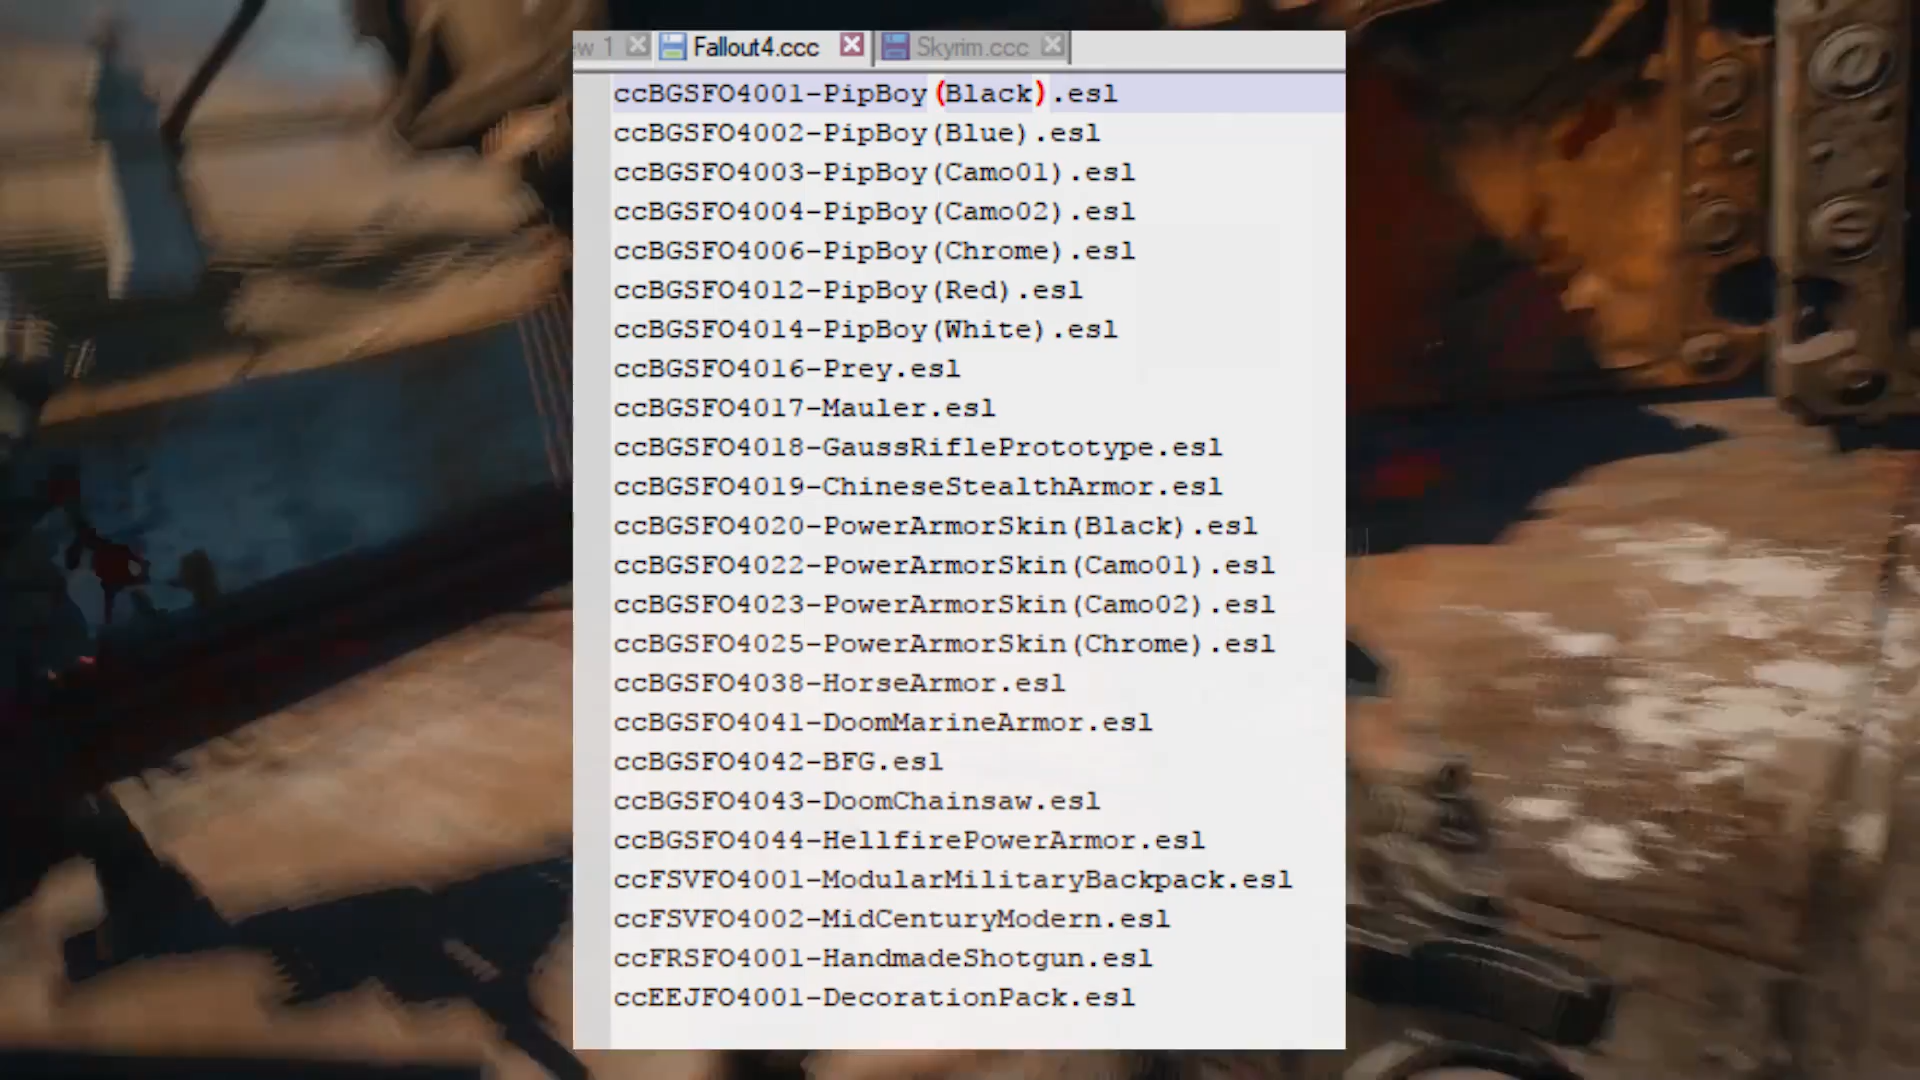 ew 1 Fallout4.ccc Skyrim.ccc
ccBGSFO4001-PipBoy(Black).esl
ccBGSFO4002-PipBoy(Blue).esl
ccBGSFO4003-PipBoy(Camo01).esl
ccBGSFO4004-PipBoy(Camo02).esl
ccBGSFO4006-PipBoy(Chrome).esl
ccBGSFO4012-PipBoy(Red).esl
ccBGSFO4014-PipBoy(White).esl
ccBGSFO4016-Prey.esl
ccBGSFO4017-Mauler.esl
ccBGSFO4018-GaussRiflePrototype.esl
ccBGSFO4019-ChineseStealthArmor.esl
ccBGSFO4020-PowerArmorSkin(Black).esl
ccBGSFO4022-PowerArmorSkin(Camo01).esl
ccBGSFO4023-PowerArmorSkin(Camo02).esl
ccBGSFO4025-PowerArmorSkin(Chrome).esl
ccBGSFO4038-HorseArmor.esl
ccBGSFO4041-DoomMarineArmor.esl
ccBGSFO4042-BFG.esl
ccBGSFO4043-DoomChainsaw.esl
ccBGSFO4044-HellfirePowerArmor.esl
ccFSVFO4001-ModularMilitaryBackpack.esl
ccFSVFO4002-MidCenturyModern.esl
ccFRSFO4001-HandmadeShotgun.esl
ccEEJFO4001-DecorationPack.esl